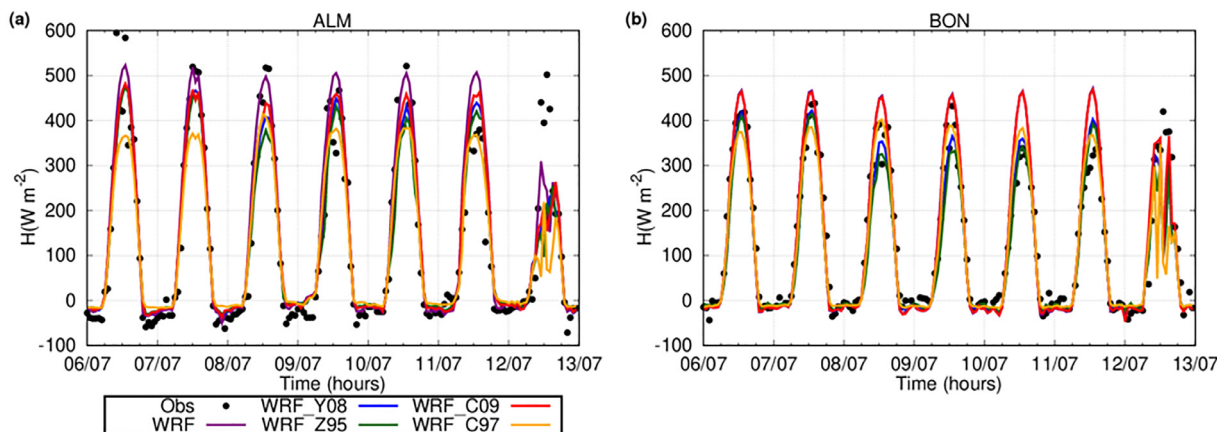 (a) ALM
600
500
400
300
200
100
0
-100
H(W m-2)
06/07 07/07 08/07 09/07 10/07 11/07 12/07 13/07
Time (hours)
(b) BON
600
500
400
300
200
100
0
-100
H(W m-2)
06/07 07/07 08/07 09/07 10/07 11/07 12/07 13/07
Time (hours)
Obs WRF_Y08 WRF_C09
WRF WRF_Z95 WRF_C97